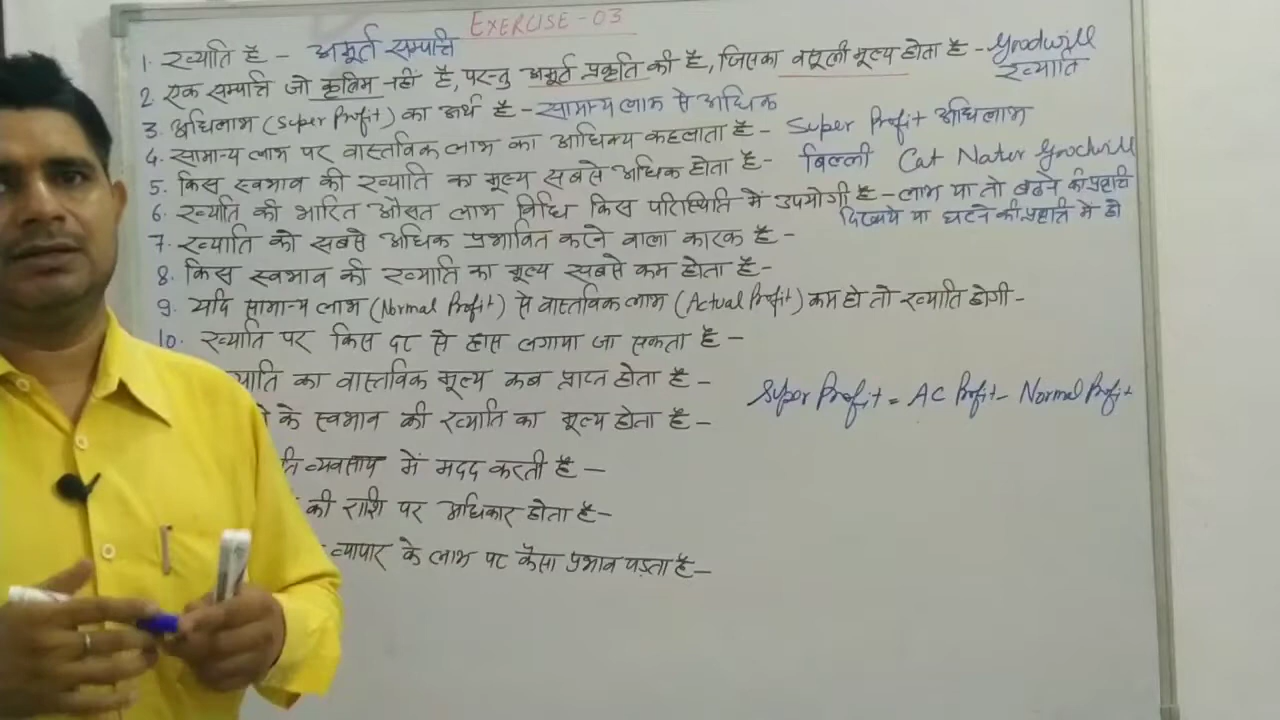 EXERCISE-03
1. ख्याति है - अमूर्त सम्पत्ति
2. एक सम्पत्ति जो कृत्रिम नहीं है, परन्तु अमूर्त प्रकृति की है, जिसका वसूली मूल्य होता है - Goodwill
ख्याति
3. अधिलाभ (Super Profit) का अर्थ है - सामान्य लाभ से अधिक
4. सामान्य लाभ पर वास्तविक लाभ का आधिक्य कहलाता है - Super Profit अधिलाभ
5. किस स्वभाव की ख्याति का मूल्य सबसे अधिक होता है - बिल्ली Cat Nater Goodwill
6. ख्याति की भारित औसत लाभ विधि किस परिस्थिति में उपयोगी है - लाभ या तो बढ़ने की प्रवृत्ति
दिखाये या घटने की प्रवृत्ति में हो
7. ख्याति को सबसे अधिक प्रभावित करने वाला कारक है -
8. किस स्वभाव की ख्याति का मूल्य सबसे कम होता है -
9. यदि सामान्य लाभ (Normal Profit) से वास्तविक लाभ (Actual Profit) कम हो तो ख्याति होगी -
10. ख्याति पर किस दर से ह्रास लगाया जा सकता है -
याति का वास्तविक मूल्य कब प्राप्त होता है -
Super Profit = AC Profit - Normal Profit
के स्वभाव की ख्याति का मूल्य होता है -
ति व्यवसाय में मदद करती है -
की राशि पर अधिकार होता है -
व्यापार के लाभ पर कैसा प्रभाव पड़ता है -